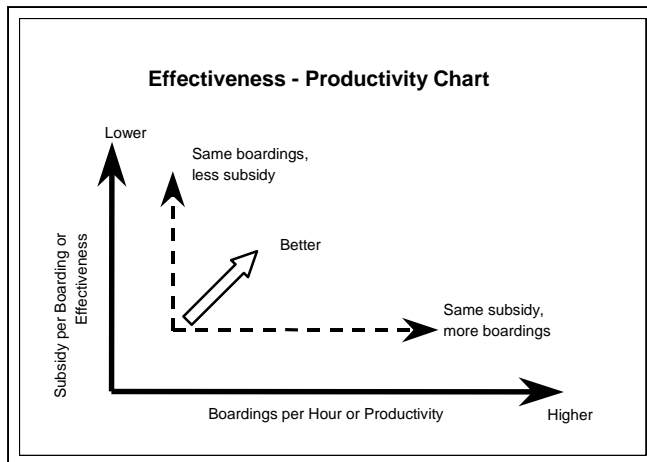 Effectiveness - Productivity Chart
Lower
Same boardings,
less subsidy
Better
Subsidy per Boarding or
Effectiveness
Same subsidy,
more boardings
Boardings per Hour or Productivity
Higher